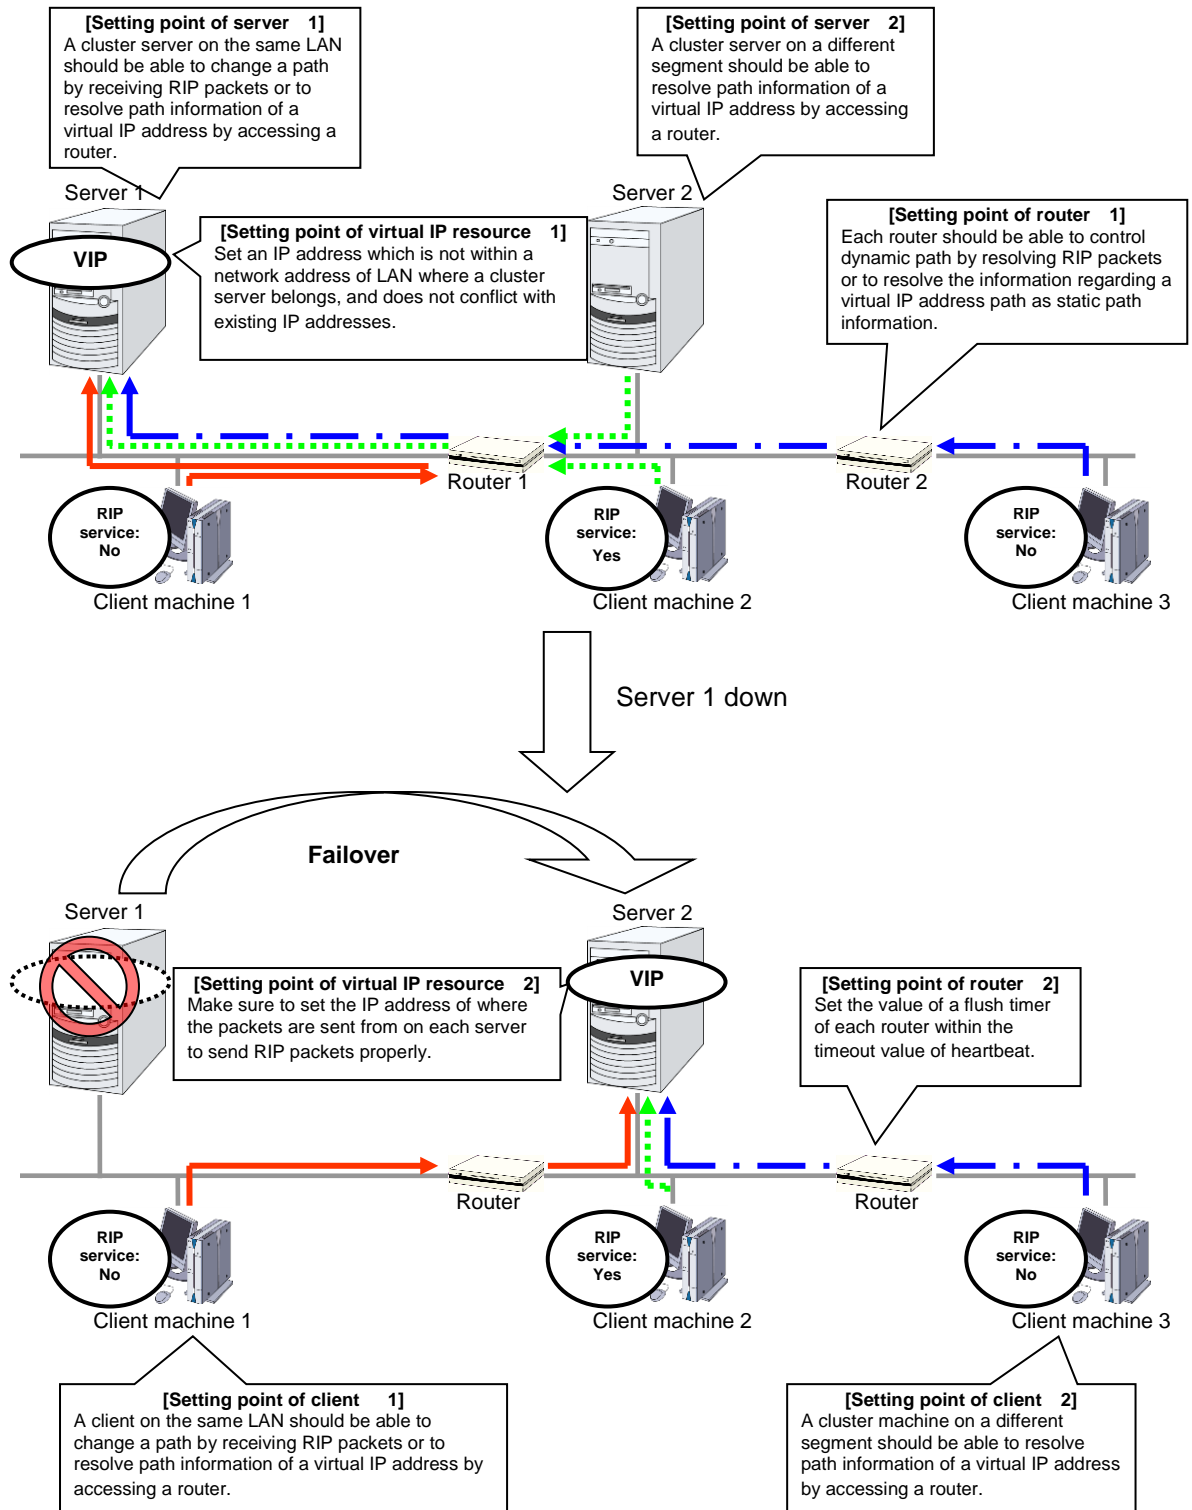 [Setting point of server 1]
A cluster server on the same LAN
should be able to change a path
by receiving RIP packets or to
resolve path information of a
virtual IP address by accessing a
router.
[Setting point of server 2]
A cluster server on a different
segment should be able to
resolve path information of a
virtual IP address by accessing
a router.
Server 1
Server 2
VIP
[Setting point of virtual IP resource 1]
Set an IP address which is not within a
network address of LAN where a cluster
server belongs, and does not conflict with
existing IP addresses.
[Setting point of router 1]
Each router should be able to control
dynamic path by resolving RIP packets
or to resolve the information regarding a
virtual IP address path as static path
information.
Router 1
Router 2
RIP
service:
No
RIP
service:
Yes
RIP
service:
No
Client machine 1
Client machine 2
Client machine 3
Server 1 down
Failover
Server 1
Server 2
[Setting point of virtual IP resource 2]
Make sure to set the IP address of where
the packets are sent from on each server
to send RIP packets properly.
VIP
[Setting point of router 2]
Set the value of a flush timer
of each router within the
timeout value of heartbeat.
Router
Router
RIP
service:
No
RIP
service:
Yes
RIP
service:
No
Client machine 1
Client machine 2
Client machine 3
[Setting point of client 1]
A client on the same LAN should be able to
change a path by receiving RIP packets or to
resolve path information of a virtual IP address by
accessing a router.
[Setting point of client 2]
A cluster machine on a different
segment should be able to resolve
path information of a virtual IP address
by accessing a router.